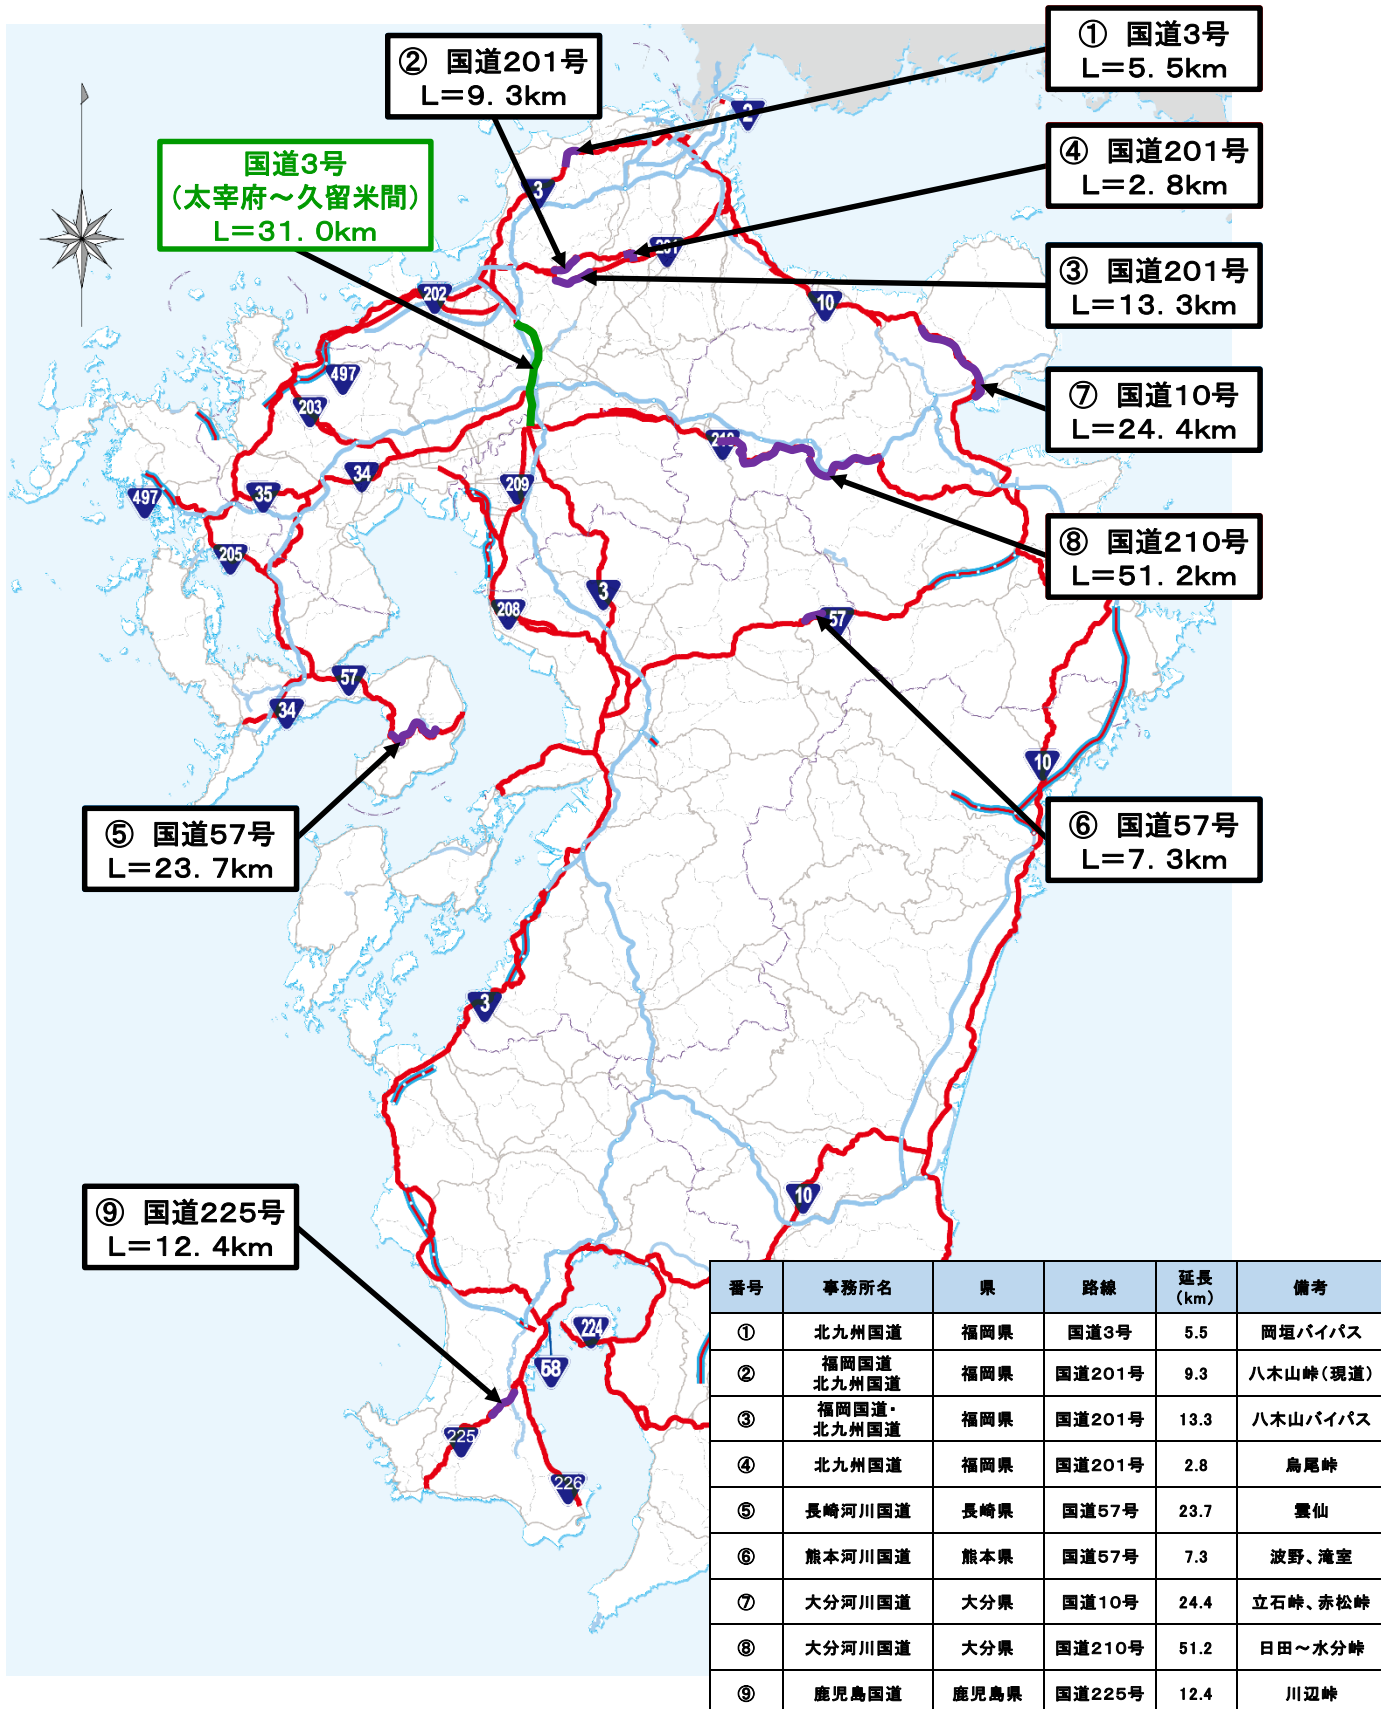 ① 国道3号
L=5.5km
② 国道201号
L=9.3km
④ 国道201号
L=2.8km
国道3号
(太宰府～久留米間)
L=31.0km
③ 国道201号
L=13.3km
⑦ 国道10号
L=24.4km
⑧ 国道210号
L=51.2km
⑤ 国道57号
L=23.7km
⑥ 国道57号
L=7.3km
⑨ 国道225号
L=12.4km
2
3
201
202
10
497
203
34
35
497
209
205
208
3
57
57
34
10
3
10
224
58
225
226
番号 事務所名 県 路線 延長(km) 備考
① 北九州国道 福岡県 国道3号 5.5 岡垣バイパス
② 福岡国道 北九州国道 福岡県 国道201号 9.3 八木山峠(現道)
③ 福岡国道・北九州国道 福岡県 国道201号 13.3 八木山バイパス
④ 北九州国道 福岡県 国道201号 2.8 烏尾峠
⑤ 長崎河川国道 長崎県 国道57号 23.7 雲仙
⑥ 熊本河川国道 熊本県 国道57号 7.3 波野、滝室
⑦ 大分河川国道 大分県 国道10号 24.4 立石峠、赤松峠
⑧ 大分河川国道 大分県 国道210号 51.2 日田～水分峠
⑨ 鹿児島国道 鹿児島県 国道225号 12.4 川辺峠